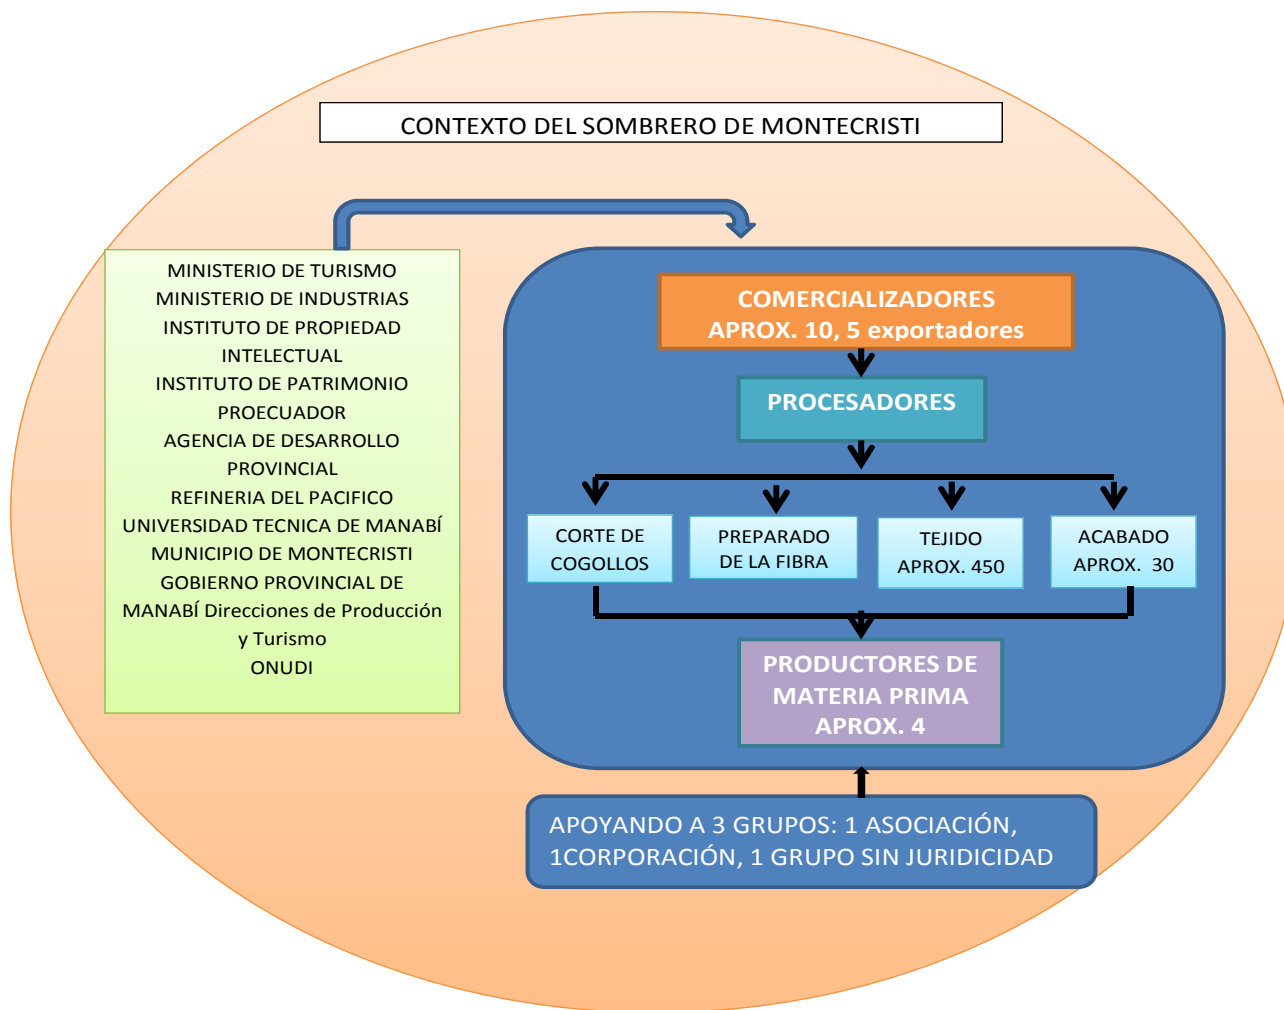 CONTEXTO DEL SOMBRERO DE MONTECRISTI
MINISTERIO DE TURISMO
MINISTERIO DE INDUSTRIAS
INSTITUTO DE PROPIEDAD
INTELECTUAL
INSTITUTO DE PATRIMONIO
PROECUADOR
AGENCIA DE DESARROLLO
PROVINCIAL
REFINERIA DEL PACIFICO
UNIVERSIDAD TECNICA DE MANABÍ
MUNICIPIO DE MONTECRISTI
GOBIERNO PROVINCIAL DE
MANABÍ Direcciones de Producción
y Turismo
ONUDI
COMERCIALIZADORES
APROX. 10, 5 exportadores
PROCESADORES
CORTE DE
COGOLLOS
PREPARADO
DE LA FIBRA
TEJIDO
APROX. 450
ACABADO
APROX. 30
PRODUCTORES DE
MATERIA PRIMA
APROX. 4
APOYANDO A 3 GRUPOS: 1 ASOCIACIÓN,
1CORPORACIÓN, 1 GRUPO SIN JURIDICIDAD